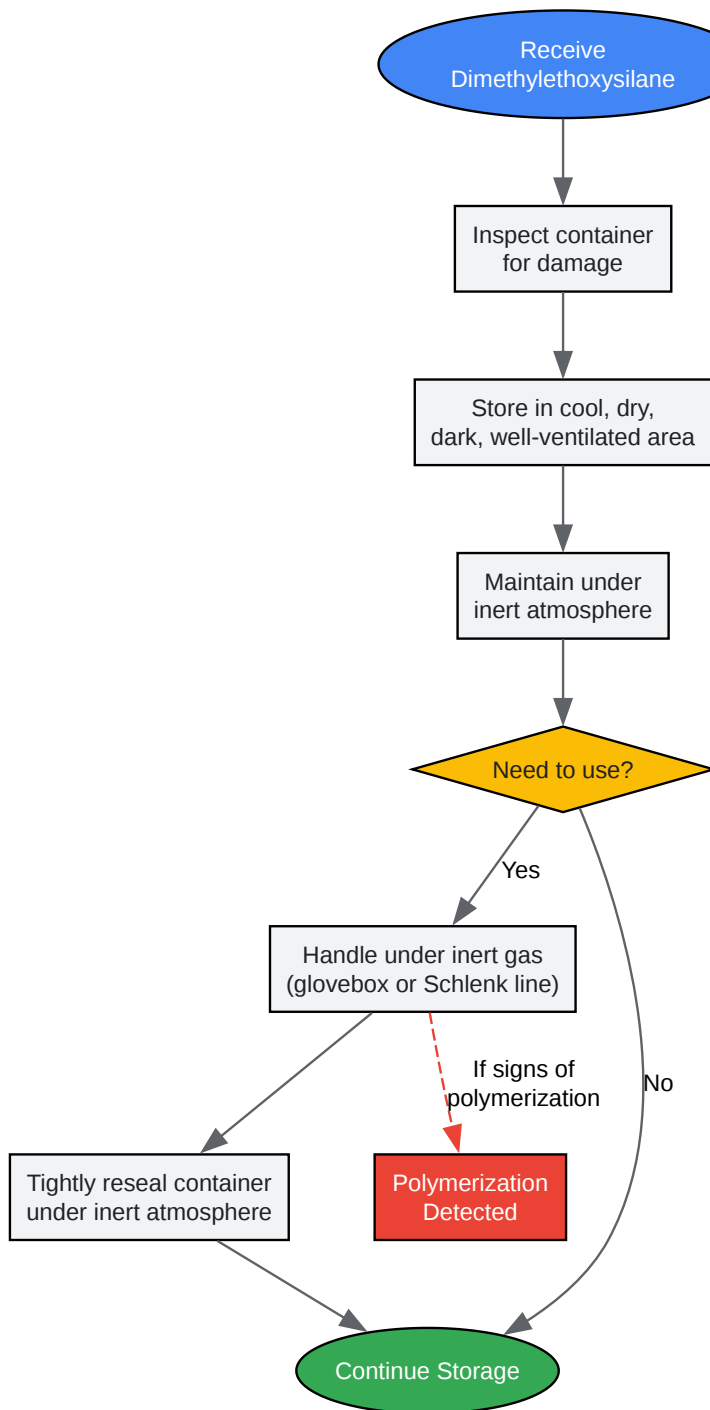 Receive
Dimethylethoxysilane
Inspect container
for damage
Store in cool, dry,
dark, well-ventilated area
Maintain under
inert atmosphere
Need to use?
Yes
Handle under inert gas
(glovebox or Schlenk line)
If signs of
polymerization
No
Tightly reseal container
under inert atmosphere
Polymerization
Detected
Continue Storage